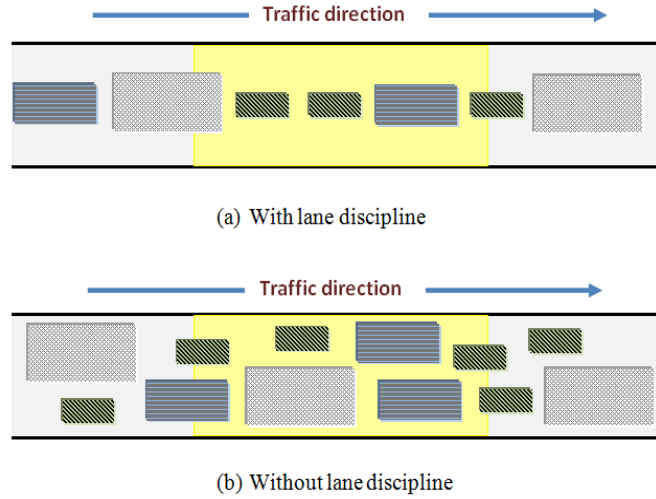 Traffic direction
(a) With lane discipline
Traffic direction
(b) Without lane discipline